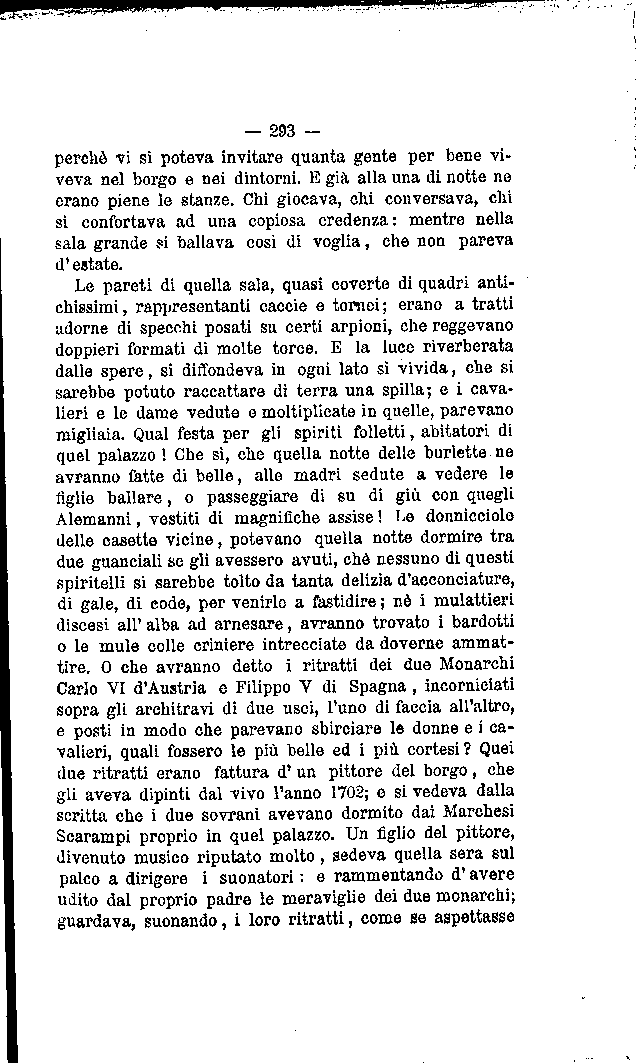 — 293 —
perchè vi si poteva invitare quanta gente per bene vi-
veva nel borgo e nei dintorni. E già alla una di notte ne
erano piene le stanze. Chi giocava, chi conversava, chi
si confortava ad una copiosa credenza: mentre nella
sala grande si ballava così di voglia, che non pareva
d'estate.
Le pareti di quella sala, quasi coverte di quadri anti-
chissimi, rappresentanti caccie e tornei; erano a tratti
adorne di specchi posati su certi arpioni, che reggevano
doppieri formati di molte torce. E la luce riverberata
dalle spere, si diffondeva in ogni lato sì vivida, che si
sarebbe potuto raccattare di terra una spilla; e i cava-
lieri e le dame vedute e moltiplicate in quelle, parevano
migliaia. Qual festa per gli spiriti folletti, abitatori di
quel palazzo! Che sì, che quella notte delle burlette ne
avranno fatte di belle, alle madri sedute a vedere le
figlie ballare, o passeggiare di su di giù con quegli
Alemanni, vestiti di magnifiche assise! Le donnicciole
delle casette vicine, potevano quella notte dormire tra
due guanciali se gli avessero avuti, chè nessuno di questi
spiritelli si sarebbe tolto da tanta delizia d'acconciature,
di gale, di code, per venirle a fastidire; nè i mulattieri
discesi all'alba ad arnesare, avranno trovato i bardotti
o le mule colle criniere intrecciate da doverne ammat-
tire. O che avranno detto i ritratti dei due Monarchi
Carlo VI d'Austria e Filippo V di Spagna, incorniciati
sopra gli architravi di due usci, l'uno di faccia all'altro,
e posti in modo che parevano sbirciare le donne e i ca-
valieri, quali fossero le più belle ed i più cortesi? Quei
due ritratti erano fattura d'un pittore del borgo, che
gli aveva dipinti dal vivo l'anno 1702; e si vedeva dalla
scritta che i due sovrani avevano dormito dai Marchesi
Scarampi proprio in quel palazzo. Un figlio del pittore,
divenuto musico riputato molto, sedeva quella sera sul
palco a dirigere i suonatori: e rammentando d'avere
udito dal proprio padre le meraviglie dei due monarchi;
guardava, suonando, i loro ritratti, come se aspettasse